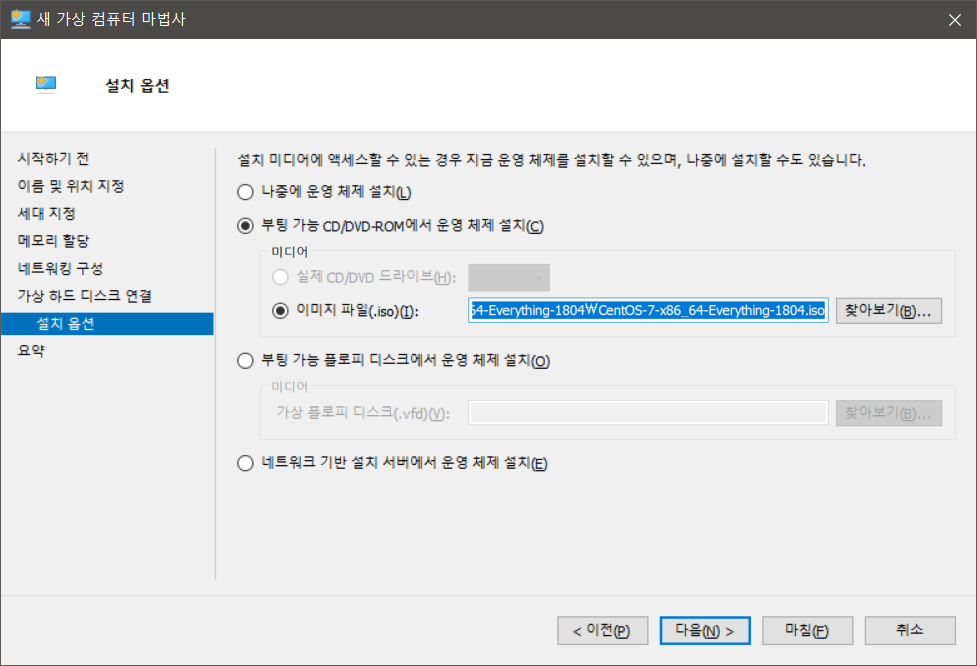 새 가상 컴퓨터 마법사
설치 옵션
시작하기 전
이름 및 위치 지정
세대 지정
메모리 할당
네트워킹 구성
가상 하드 디스크 연결
설치 옵션
요약
설치 미디어에 액세스할 수 있는 경우 지금 운영 체제를 설치할 수 있으며, 나중에 설치할 수도 있습니다.
나중에 운영 체제 설치(L)
부팅 가능 CD/DVD-ROM에서 운영 체제 설치(C)
미디어
실제 CD/DVD 드라이브(H):
이미지 파일(.iso)(I): 64-Everything-1804₩CentOS-7-x86_64-Everything-1804.iso 찾아보기(B)...
부팅 가능 플로피 디스크에서 운영 체제 설치(O)
미디어
가상 플로피 디스크(.vfd)(V): 찾아보기(B)...
네트워크 기반 설치 서버에서 운영 체제 설치(E)
< 이전(P) 다음(N) > 마침(F) 취소